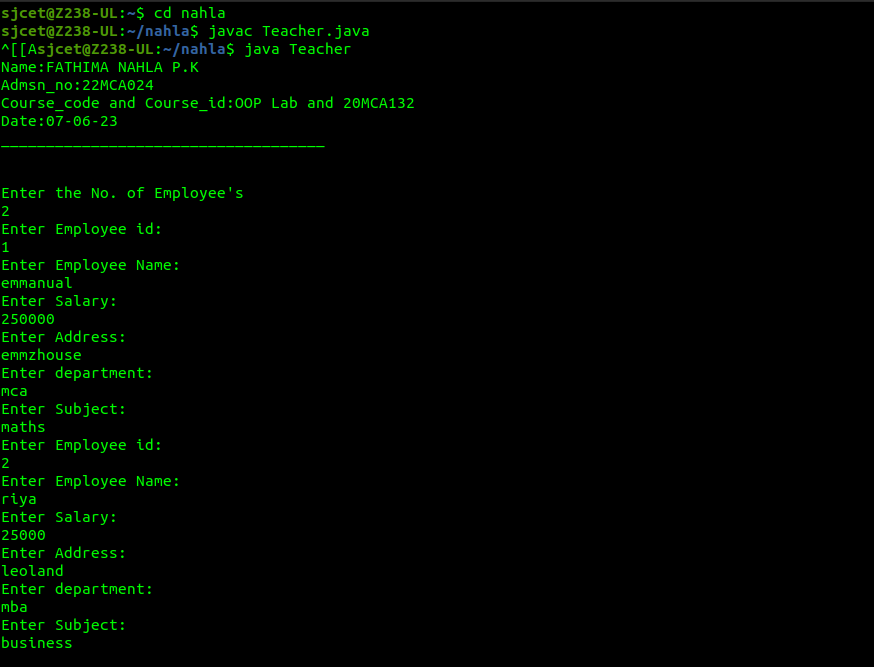 sjcet@Z238-UL:~$ cd nahla
sjcet@Z238-UL:~/nahla$ javac Teacher.java
^[[Asjcet@Z238-UL:~/nahla$ java Teacher
Name:FATHIMA NAHLA P.K
Admsn_no:22MCA024
Course_code and Course_id:OOP Lab and 20MCA132
Date:07-06-23
____________________________________
Enter the No. of Employee's
2
Enter Employee id:
1
Enter Employee Name:
emmanual
Enter Salary:
250000
Enter Address:
emmzhouse
Enter department:
mca
Enter Subject:
maths
Enter Employee id:
2
Enter Employee Name:
riya
Enter Salary:
25000
Enter Address:
leoland
Enter department:
mba
Enter Subject:
business